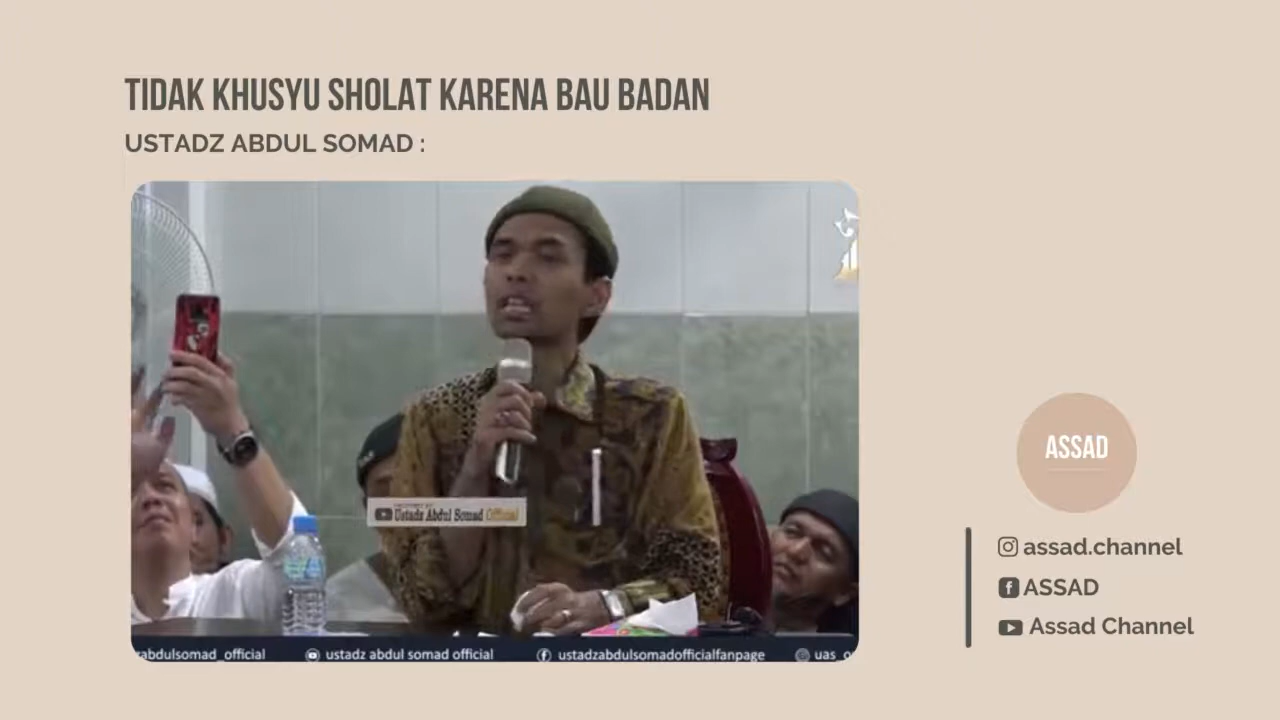 TIDAK KHUSYU SHOLAT KARENA BAU BADAN
USTADZ ABDUL SOMAD :
Ustadz Abdul Somad Official
zabdulsomad_official
ustadz abdul somad official
ustadzabdulsomadofficialfanpage
ASSAD
assad.channel
ASSAD
Assad Channel